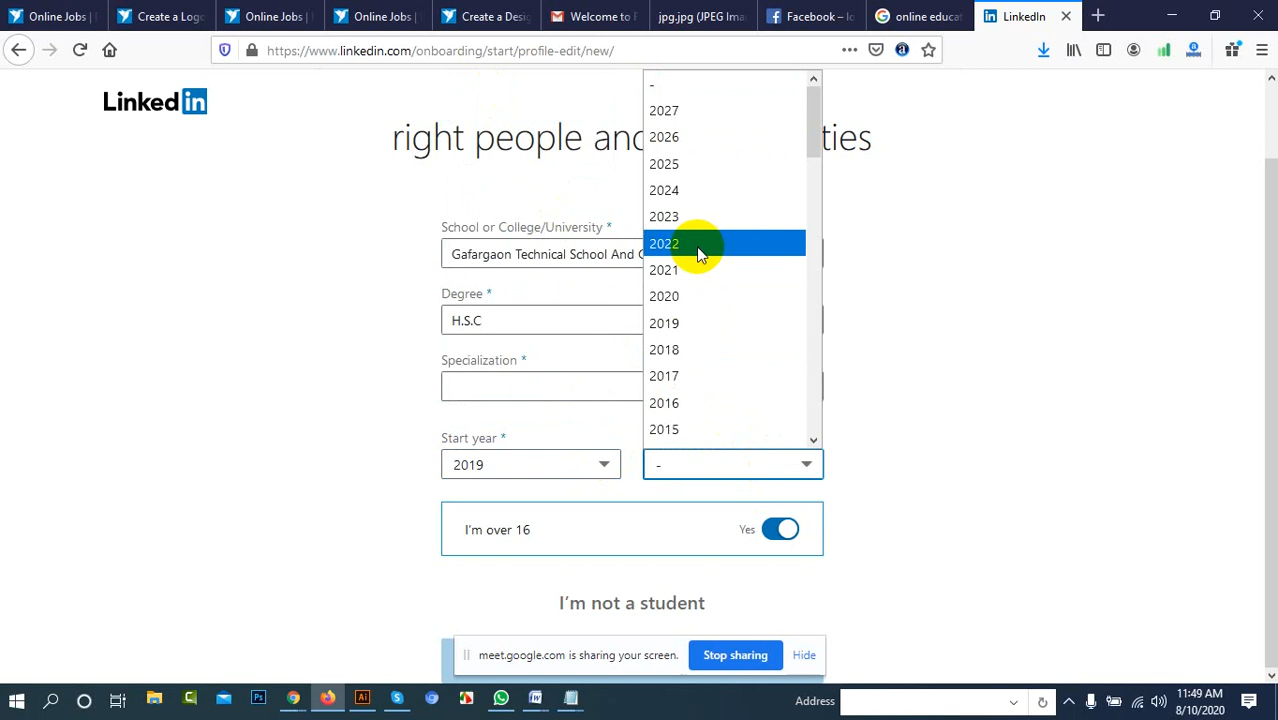 Online Jobs |
Create a Logo
Online Jobs |
Online Jobs |
Create a Desig
Welcome to F
jpg.jpg (JPEG Ima
Facebook – lo
online educat
LinkedIn
https://www.linkedin.com/onboarding/start/profile-edit/new/
Linked in
right people and
ties
School or College/University *
Gafargaon Technical School And C
Degree *
H.S.C
Specialization *
Start year *
2019
-
2027
2026
2025
2024
2023
2022
2021
2020
2019
2018
2017
2016
2015
-
I'm over 16
Yes
I'm not a student
meet.google.com is sharing your screen.
Stop sharing
Hide
Address
11:49 AM
8/10/2020